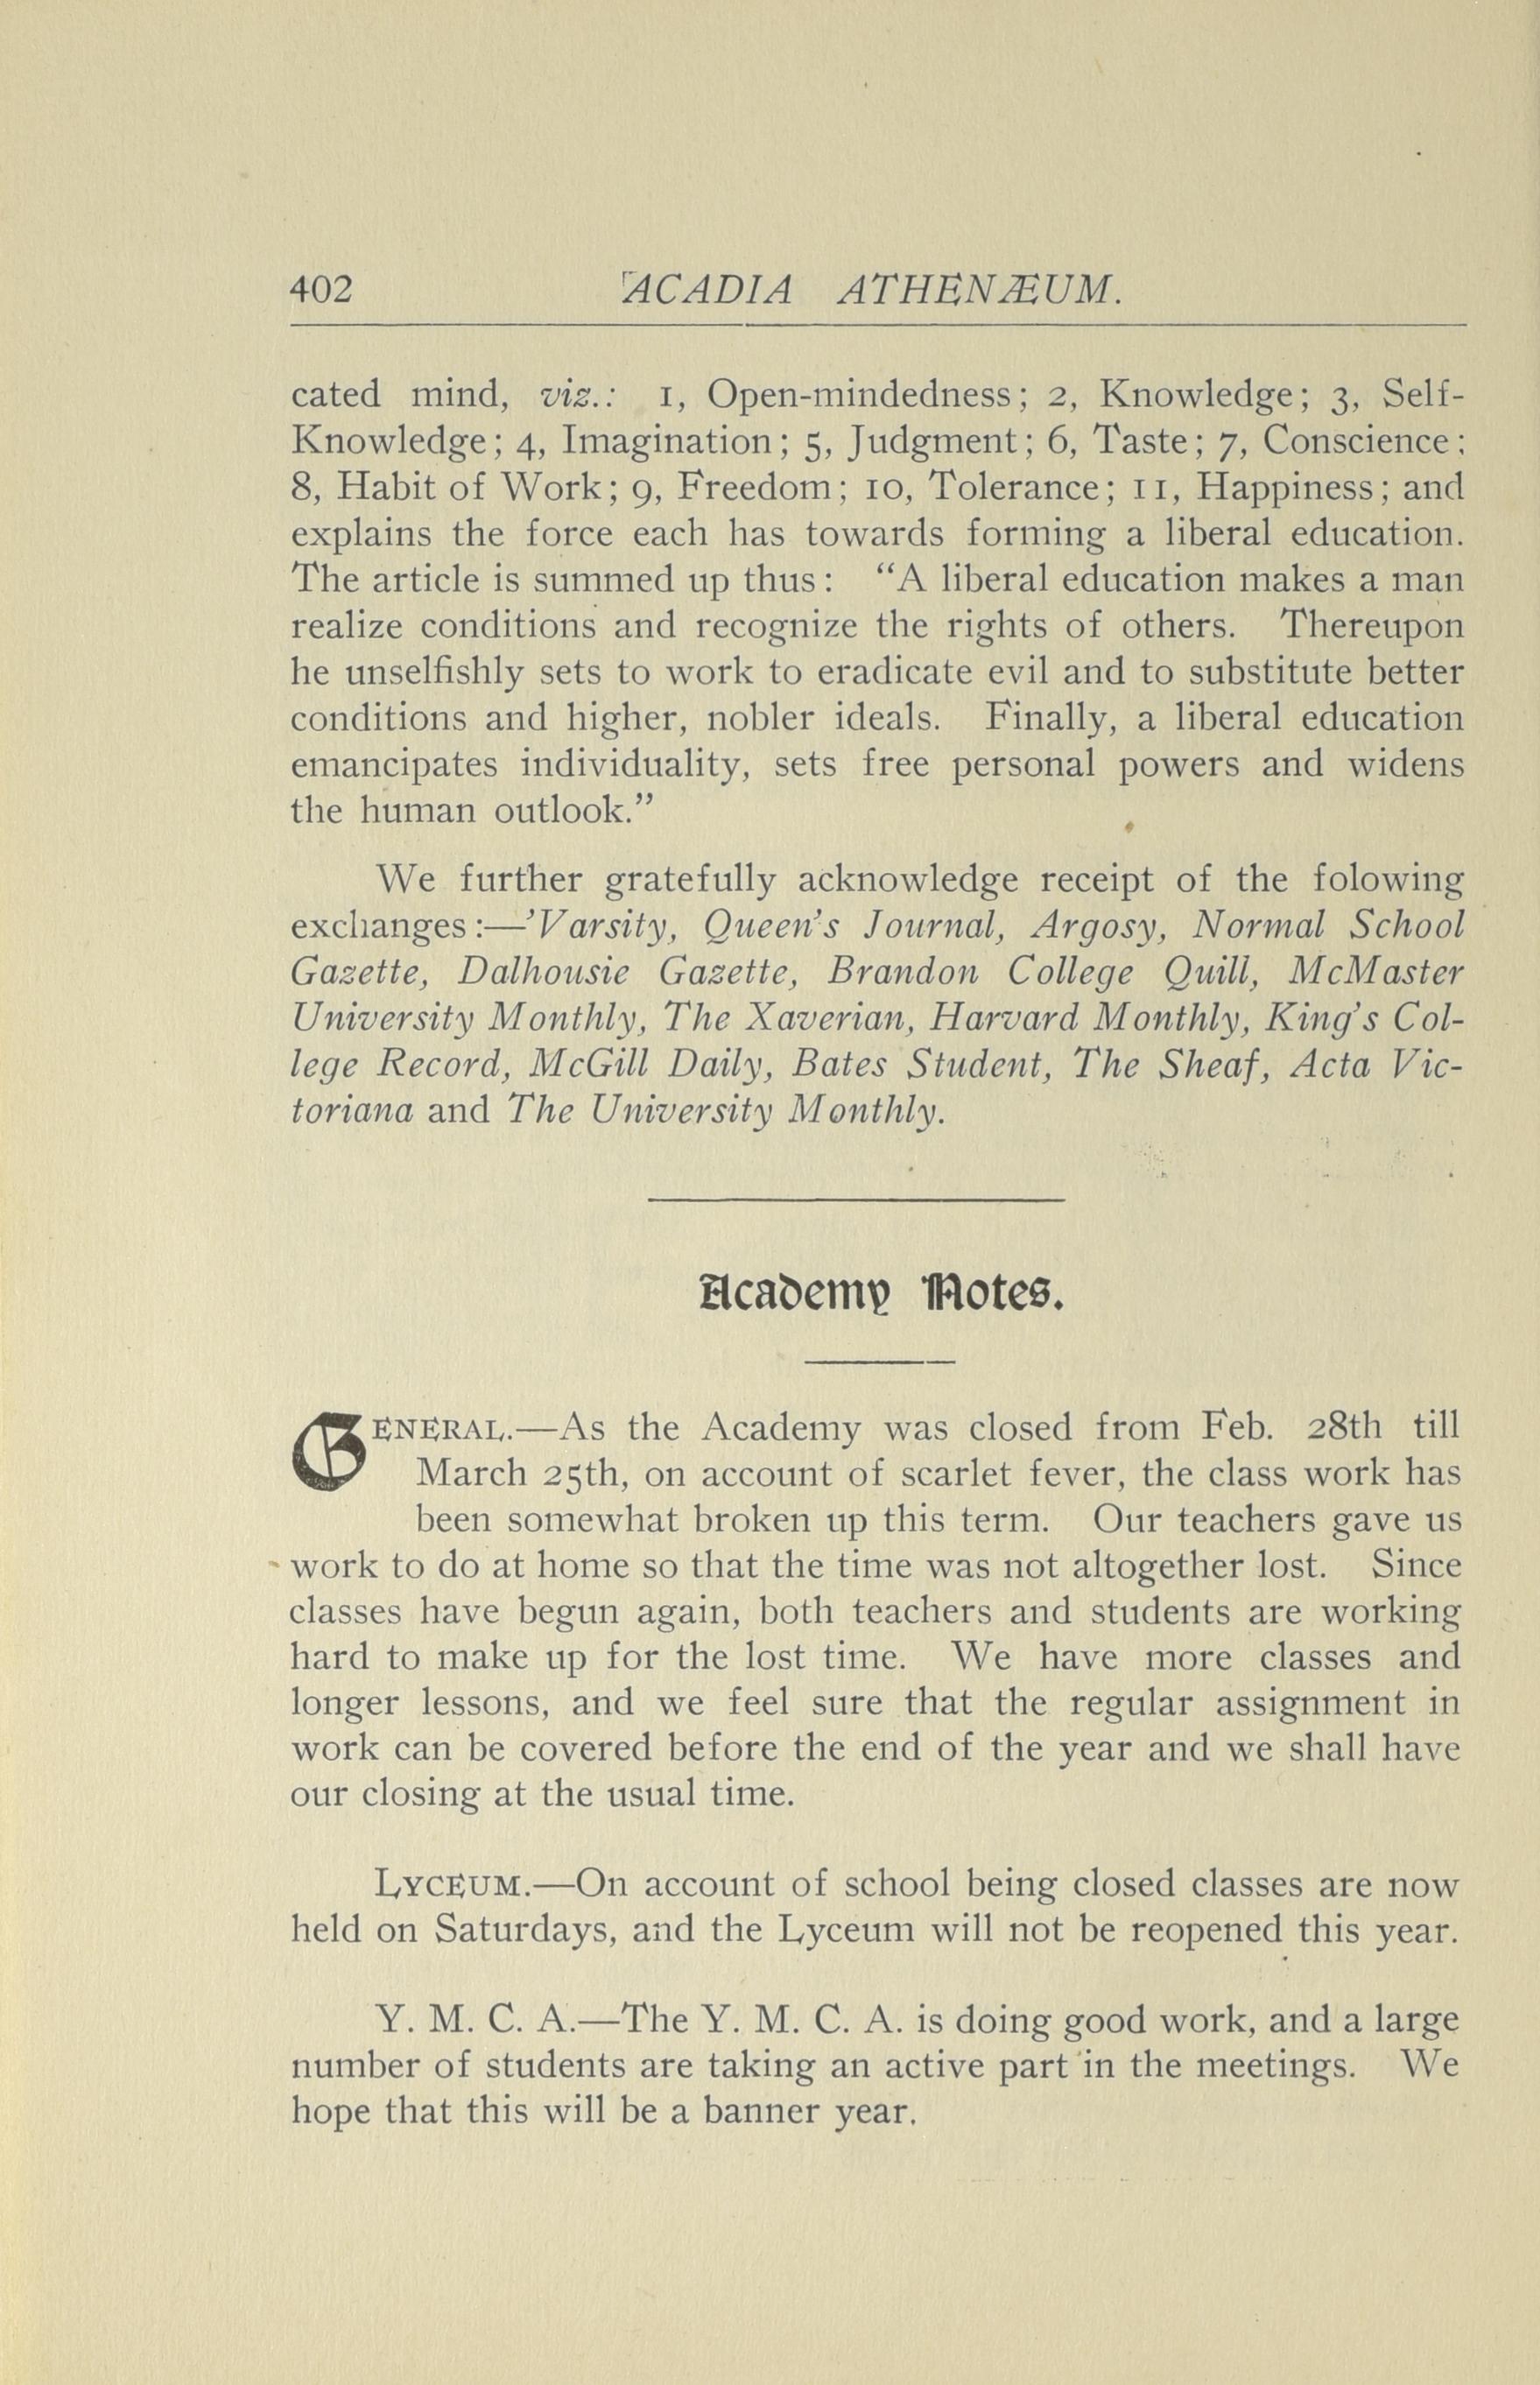 402 ACADIA ATHENÆUM.
cated mind, viz.: 1, Open-mindedness; 2, Knowledge; 3, Self-
Knowledge; 4, Imagination; 5, Judgment; 6, Taste; 7, Conscience;
8, Habit of Work; 9, Freedom; 10, Tolerance; 11, Happiness; and
explains the force each has towards forming a liberal education.
The article is summed up thus: “A liberal education makes a man
realize conditions and recognize the rights of others. Thereupon
he unselfishly sets to work to eradicate evil and to substitute better
conditions and higher, nobler ideals. Finally, a liberal education
emancipates individuality, sets free personal powers and widens
the human outlook.”
We further gratefully acknowledge receipt of the folowing
exchanges:—’Varsity, Queen's Journal, Argosy, Normal School
Gazette, Dalhousie Gazette, Brandon College Quill, McMaster
University Monthly, The Xaverian, Harvard Monthly, King's Col-
lege Record, McGill Daily, Bates Student, The Sheaf, Acta Vic-
toriana and The University Monthly.
Academy Notes.
GENERAL.—As the Academy was closed from Feb. 28th till
March 25th, on account of scarlet fever, the class work has
been somewhat broken up this term. Our teachers gave us
work to do at home so that the time was not altogether lost. Since
classes have begun again, both teachers and students are working
hard to make up for the lost time. We have more classes and
longer lessons, and we feel sure that the regular assignment in
work can be covered before the end of the year and we shall have
our closing at the usual time.
LYCEUM.—On account of school being closed classes are now
held on Saturdays, and the Lyceum will not be reopened this year.
Y. M. C. A.—The Y. M. C. A. is doing good work, and a large
number of students are taking an active part in the meetings. We
hope that this will be a banner year.